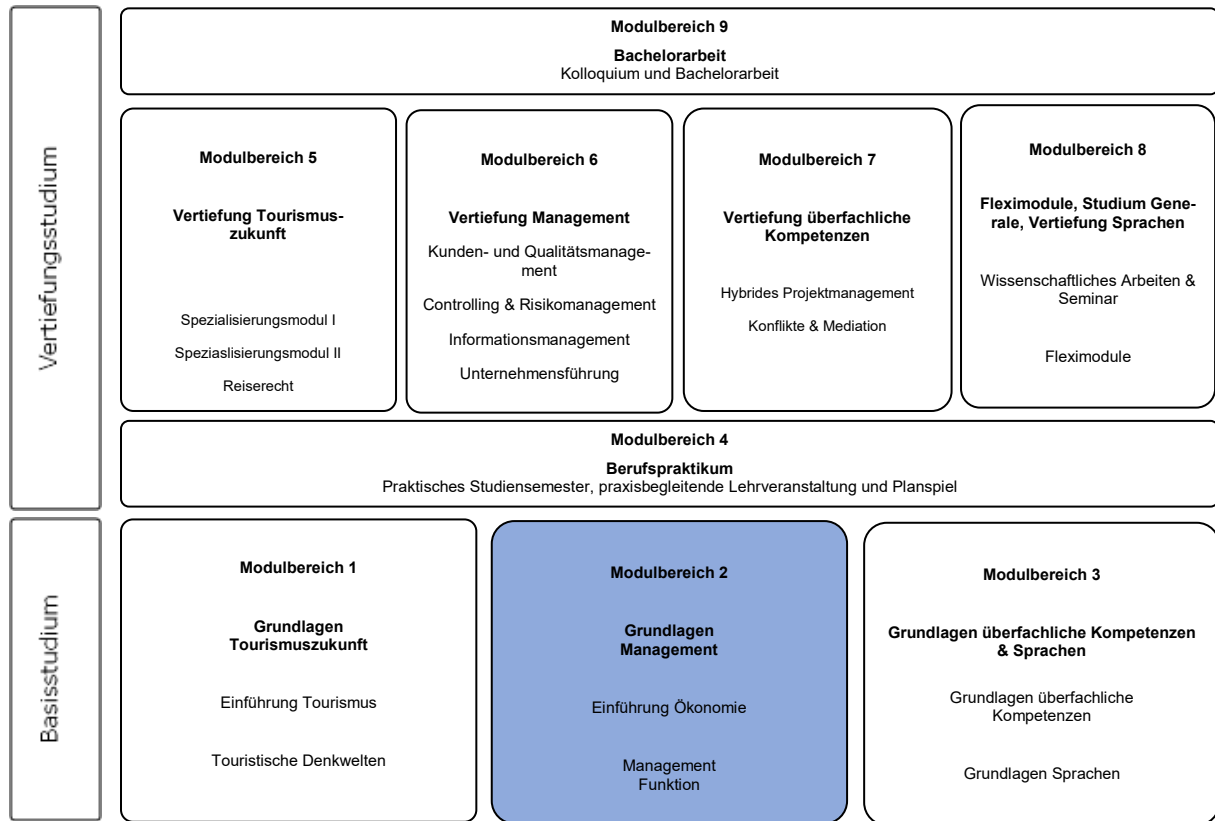 Vertiefungsstudium
Modulbereich 9
Bachelorarbeit
Kolloquium und Bachelorarbeit
Modulbereich 5
Vertiefung Tourismus-
zukunft
Spezialisierungsmodul I
Speziaslisierungsmodul II
Reiserecht
Modulbereich 6
Vertiefung Management
Kunden- und Qualitätsmanage-
ment
Controlling & Risikomanagement
Informationsmanagement
Unternehmensführung
Modulbereich 7
Vertiefung überfachliche
Kompetenzen
Hybrides Projektmanagement
Konflikte & Mediation
Modulbereich 8
Fleximodule, Studium Gene-
rale, Vertiefung Sprachen
Wissenschaftliches Arbeiten &
Seminar
Fleximodule
Modulbereich 4
Berufspraktikum
Praktisches Studiensemester, praxisbegleitende Lehrveranstaltung und Planspiel
Basisstudium
Modulbereich 1
Grundlagen
Tourismuszukunft
Einführung Tourismus
Touristische Denkwelten
Modulbereich 2
Grundlagen
Management
Einführung Ökonomie
Management
Funktion
Modulbereich 3
Grundlagen überfachliche Kompetenzen
& Sprachen
Grundlagen überfachliche
Kompetenzen
Grundlagen Sprachen